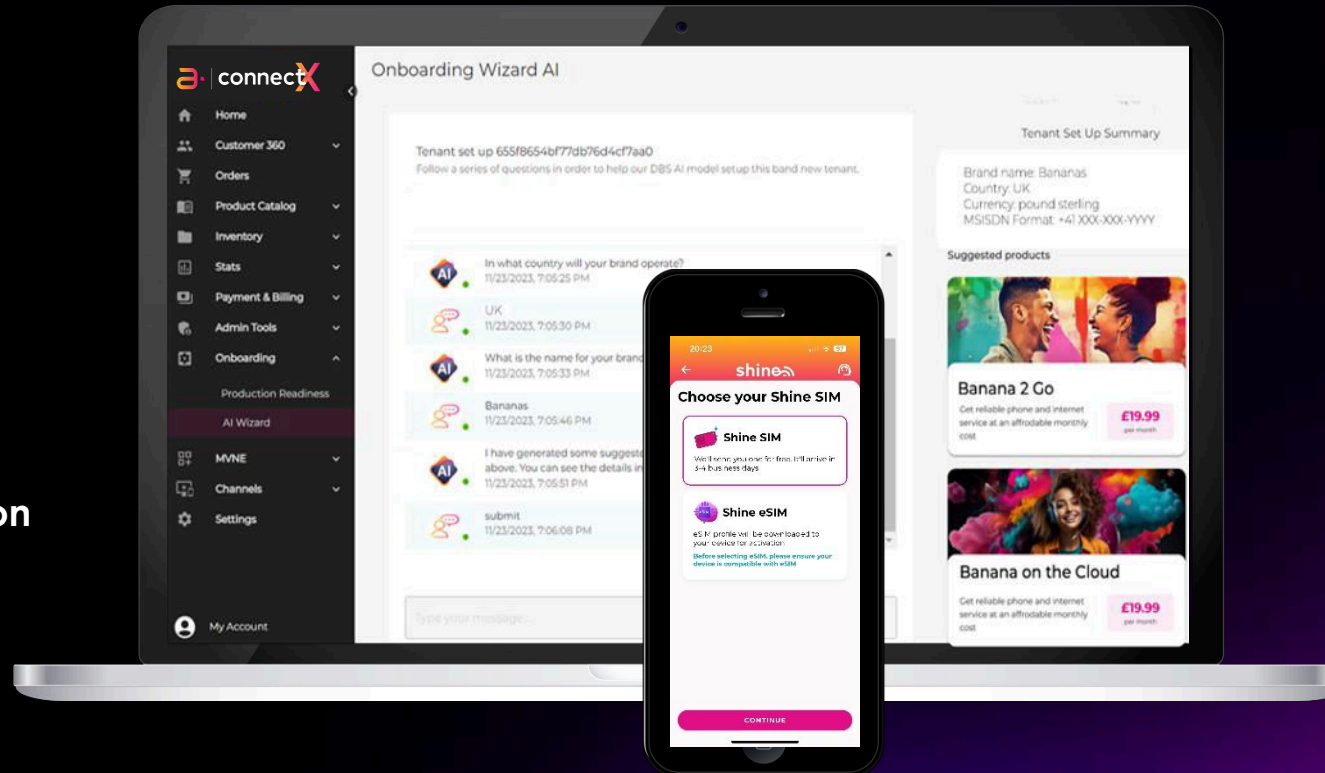 on
a. connectX
Home
Customer 360
Orders
Product Catalog
Inventory
Stats
Payment & Billing
Admin Tools
Onboarding
Production Readiness
AI Wizard
MVNE
Channels
Settings
My Account
Onboarding Wizard AI
Tenant set up 655f8654bf77db76d4cf7aa0
Follow a series of questions in order to help our DBS AI model setup this band new tenant.
AI
In what country will your brand operate?
11/23/2023, 7:05:25 PM
UK
11/23/2023, 7:05:30 PM
AI
What is the name for your brand
11/23/2023, 7:05:33 PM
Bananas
11/23/2023, 7:05:46 PM
AI
I have generated some suggest
above. You can see the details in
11/23/2023, 7:05:51 PM
submit
11/23/2023, 7:06:08 PM
Type your message...
Tenant Set Up Summary
Brand name: Bananas
Country: UK
Currency: pound sterling
MSISDN Format: +41 XXX-XXX-YYYY
Suggested products
Banana 2 Go
Get reliable phone and internet
service at an affrodable monthly
cost
£19.99
per month
Banana on the Cloud
Get reliable phone and internet
service at an affrodable monthly
cost
£19.99
per month
20:23
97
shine
Choose your Shine SIM
Shine SIM
We'll send you one for free. It'll arrive in
3-4 business days
Shine eSIM
eSIM profile will be downloaded to
your device for activation
Before selecting eSIM, please ensure your
device is compatible with eSIM
CONTINUE